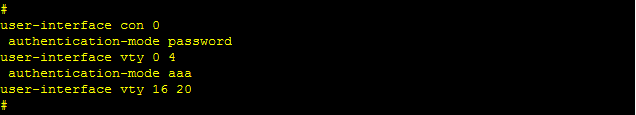 #
user-interface con 0
 authentication-mode password
user-interface vty 0 4
 authentication-mode aaa
user-interface vty 16 20
#